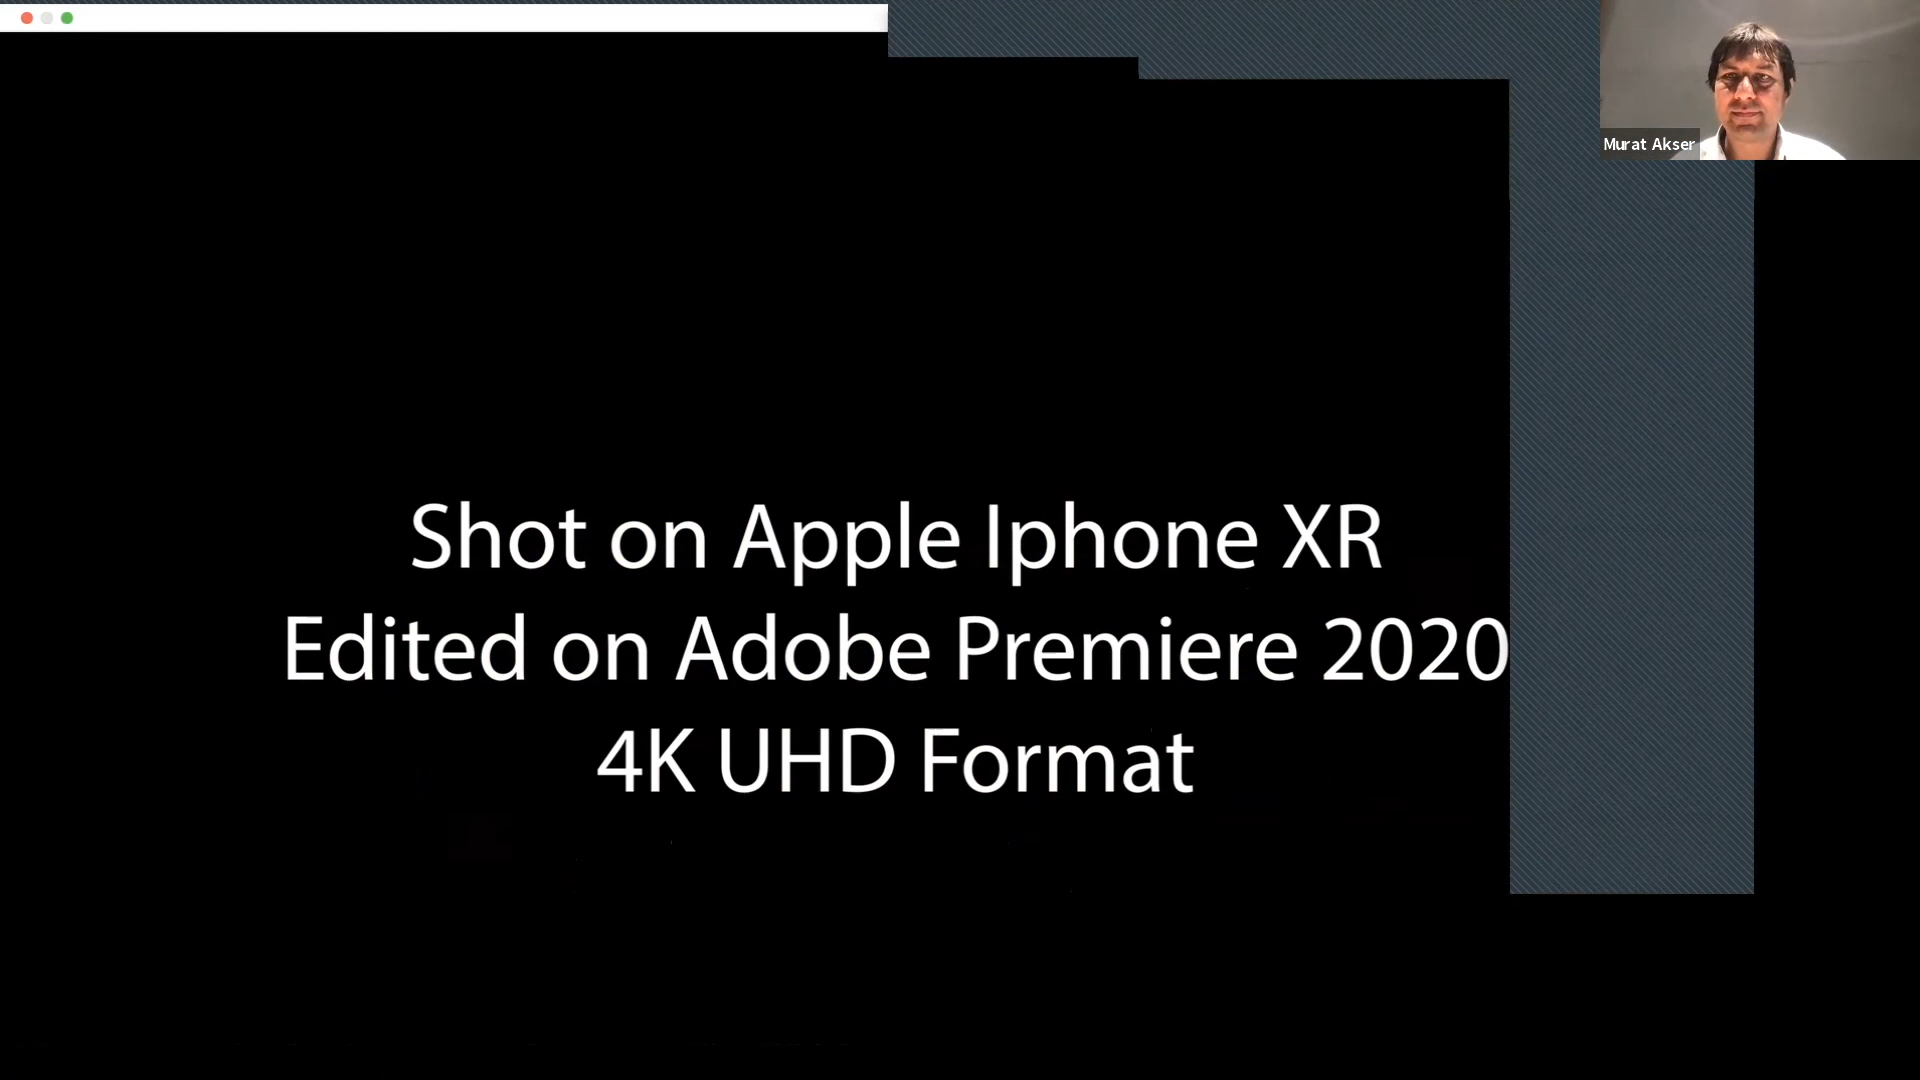 Murat Akser
Shot on Apple Iphone XR
Edited on Adobe Premiere 2020
4K UHD Format